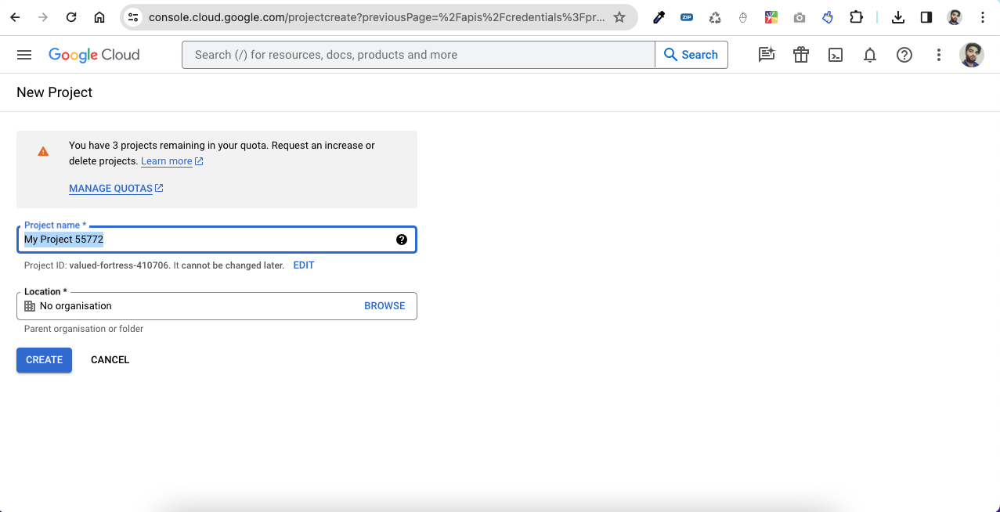 console.cloud.google.com/projectcreate?previousPage=%2Fapis%2Fcredentials%3Fpr...
ZIP
Google Cloud
Search (/) for resources, docs, products and more
Search
New Project
You have 3 projects remaining in your quota. Request an increase or
delete projects. Learn more
MANAGE QUOTAS
Project name *
My Project 55772
Project ID: valued-fortress-410706. It cannot be changed later. EDIT
Location *
No organisation
BROWSE
Parent organisation or folder
CREATE
CANCEL